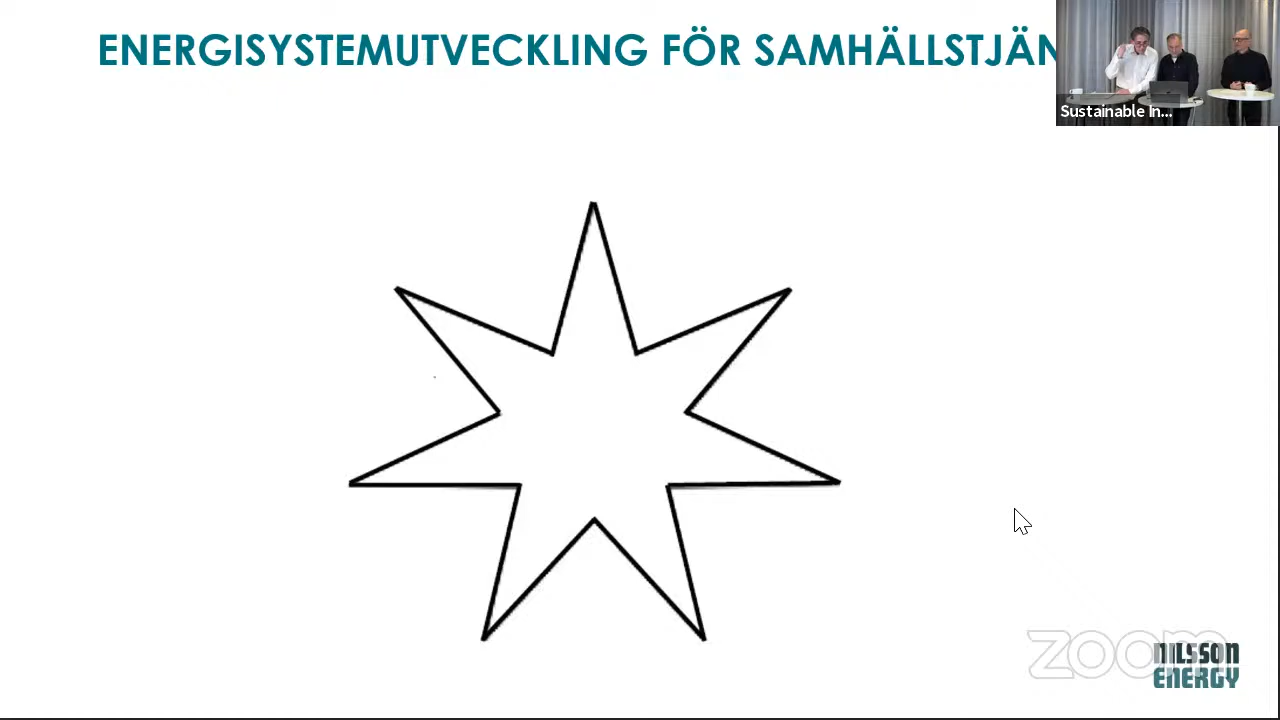 ENERGISYSTEMUTVECKLING FÖR SAMHÄLLSTJÄN
Sustainable In...
zoom
NILSSON
ENERGY